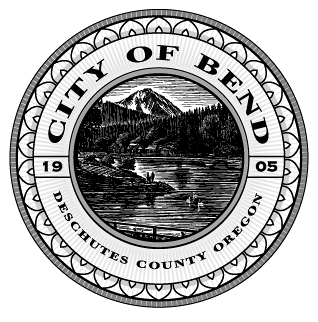 CITY OF BEND
19 05
DESCHUTES COUNTY OREGON